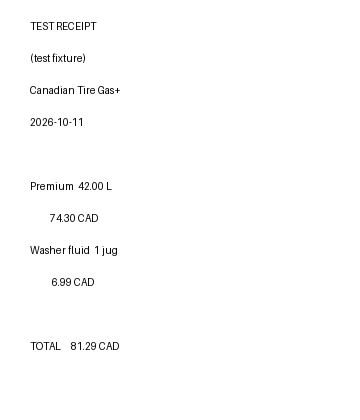 TEST RECEIPT
(test fixture)
Canadian Tire Gas+
2026-10-11
Premium 42.00 L
74.30 CAD
Washer fluid 1 jug
6.99 CAD
TOTAL 81.29 CAD